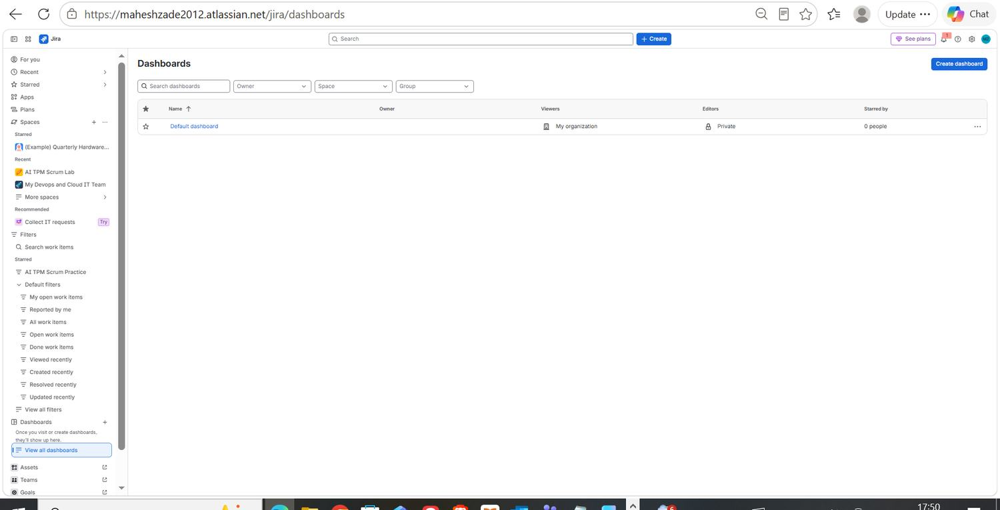 https://maheshzade2012.atlassian.net/jira/dashboards
Update
Chat
Jira
Search
+ Create
See plans
1
MZ
For you
Recent
Starred
Apps
Plans
Spaces
Starred
(Example) Quarterly Hardware...
Recent
AI TPM Scrum Lab
My Devops and Cloud IT Team
More spaces
Recommended
Collect IT requests Try
Filters
Search work items
Starred
AI TPM Scrum Practice
Default filters
My open work items
Reported by me
All work items
Open work items
Done work items
Viewed recently
Created recently
Resolved recently
Updated recently
View all filters
Dashboards
Once you visit or create dashboards,
they'll show up here.
View all dashboards
Assets
Teams
Goals
Dashboards
Create dashboard
Search dashboards Owner Space Group
Name Owner Viewers Editors Starred by
Default dashboard My organization Private 0 people
6
17:50